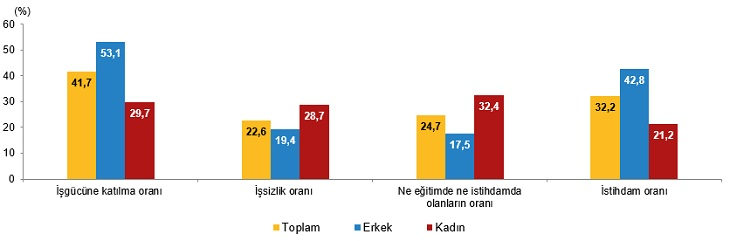 (%)
60
50
40
30
20
10
0
41,7
53,1
29,7
22,6
19,4
28,7
24,7
17,5
32,4
32,2
42,8
21,2
İşgücüne katılma oranı
İşsizlik oranı
Ne eğitimde ne istihdamda
olanların oranı
İstihdam oranı
Toplam
Erkek
Kadın